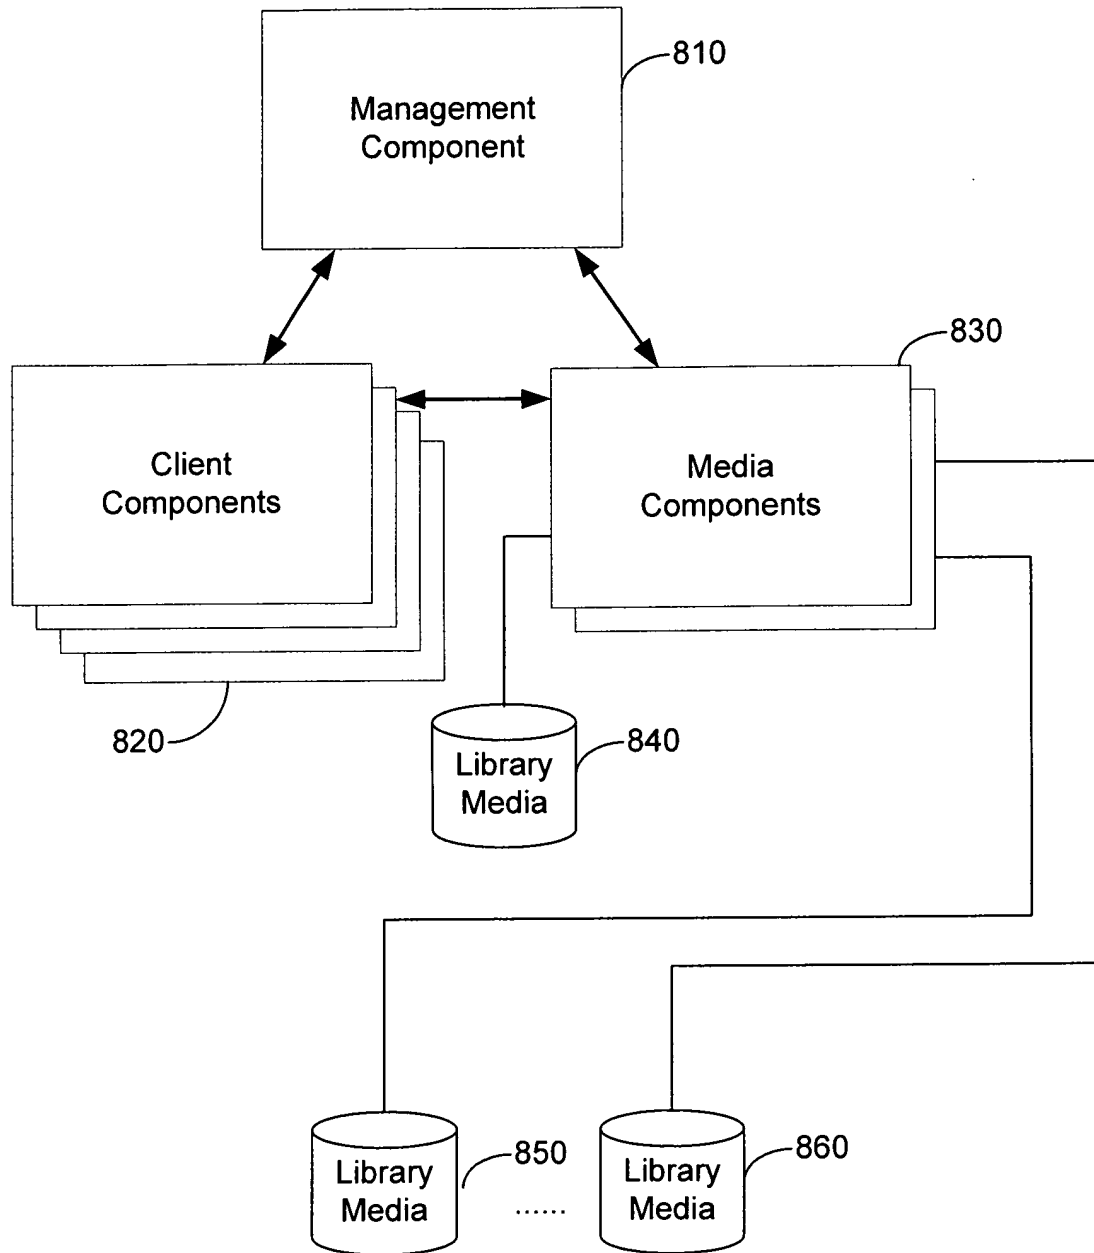 810
Management
Component
830
Client
Components
Media
Components
820
Library
Media
840
Library
Media
850
......
Library
Media
860